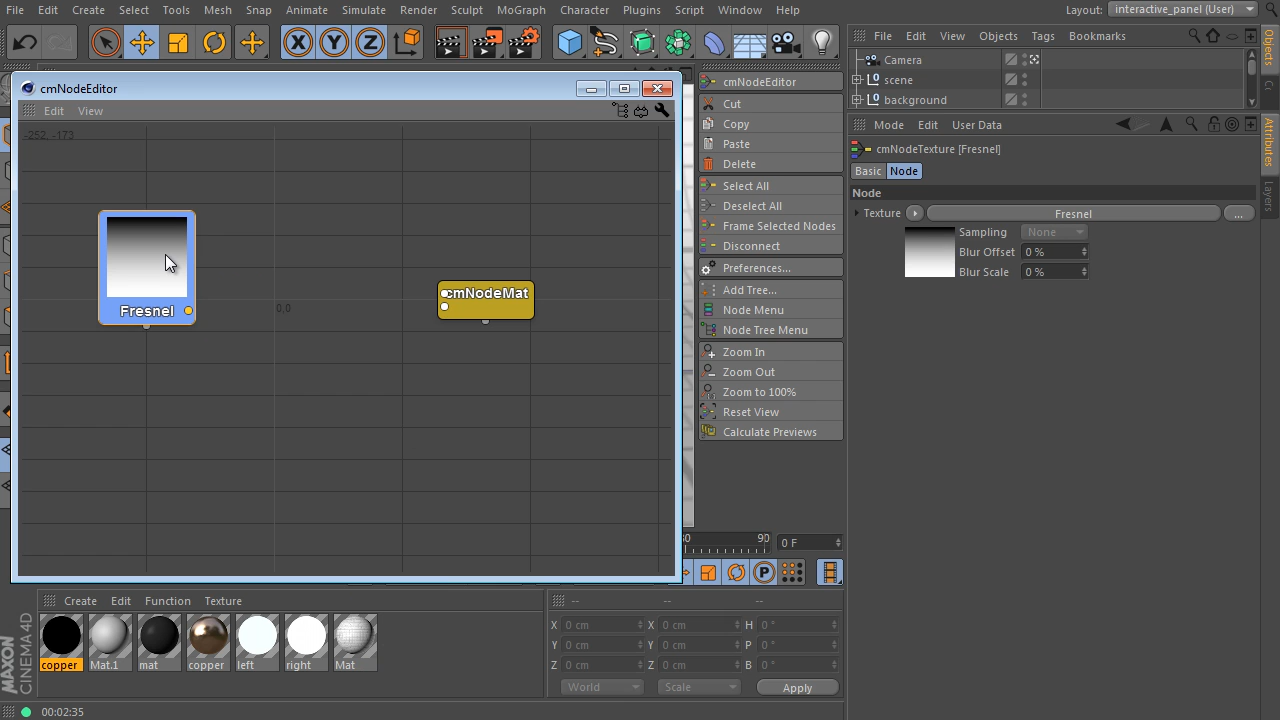 File Edit Create Select Tools Mesh Snap Animate Simulate Render Sculpt MoGraph Character Plugins Script Window Help
Layout: interactive_panel (User)
X Y Z
File Edit View Objects Tags Bookmarks
Camera
scene
background
Objects
Attributes
Layers
cmNodeEditor
Edit View
-252, -173
Fresnel
0,0
cmNodeMat
cmNodeEditor
Cut
Copy
Paste
Delete
Select All
Deselect All
Frame Selected Nodes
Disconnect
Preferences...
Add Tree...
Node Menu
Node Tree Menu
Zoom In
Zoom Out
Zoom to 100%
Reset View
Calculate Previews
Mode Edit User Data
cmNodeTexture [Fresnel]
Basic Node
Node
Texture Fresnel ...
Sampling None
Blur Offset 0 %
Blur Scale 0 %
90 0 F
P
Create Edit Function Texture
copper Mat.1 mat copper left right Mat
-- -- --
X 0 cm X 0 cm H 0 °
Y 0 cm Y 0 cm P 0 °
Z 0 cm Z 0 cm B 0 °
World Scale Apply
MAXON
CINEMA 4D
00:02:35